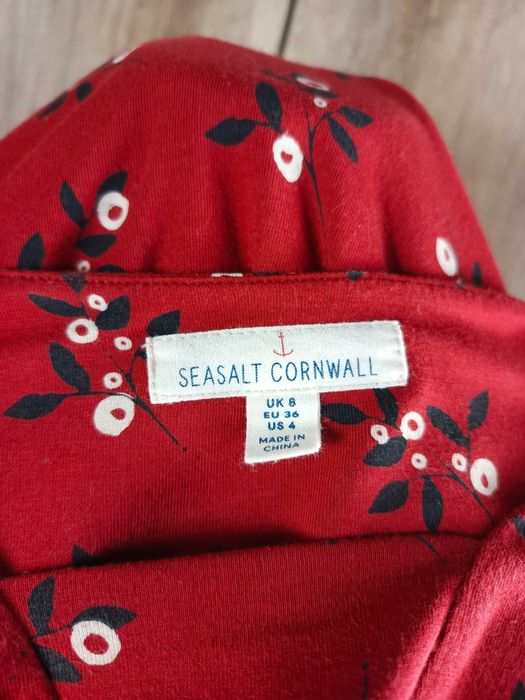 SEASALT CORNWALL
UK 8
EU 36
US 4
MADE IN
CHINA